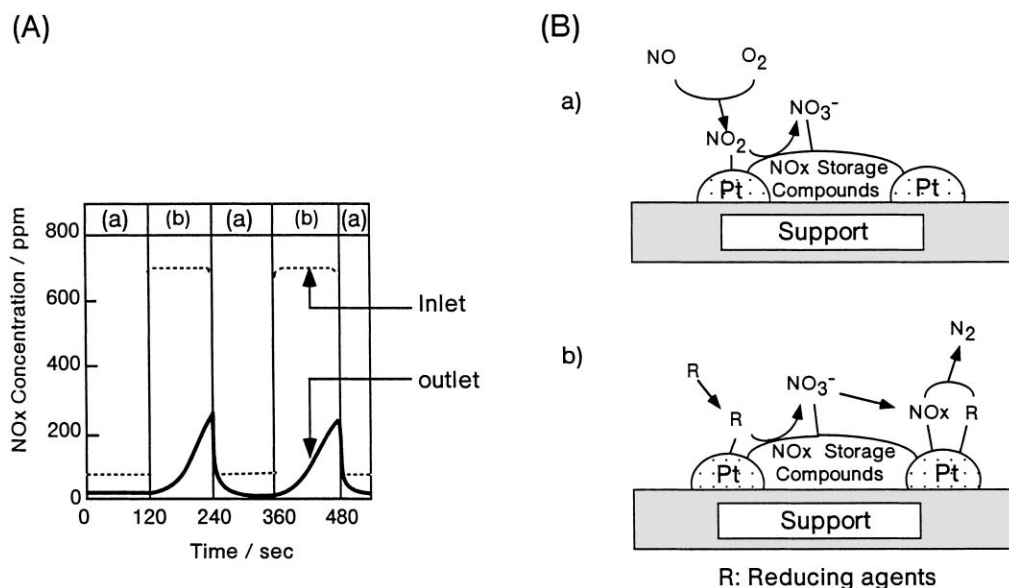 (A)
NOx Concentration / ppm
(a) (b) (a) (b) (a)
800
600
400
200
0
0 120 240 360 480
Time / sec
Inlet
outlet
(B)
a)
NO O2
NO2 NO3-
Pt NOx Storage Compounds Pt
Support
b)
R R NO3- NOx R N2
Pt NOx Storage Compounds Pt
Support
R: Reducing agents